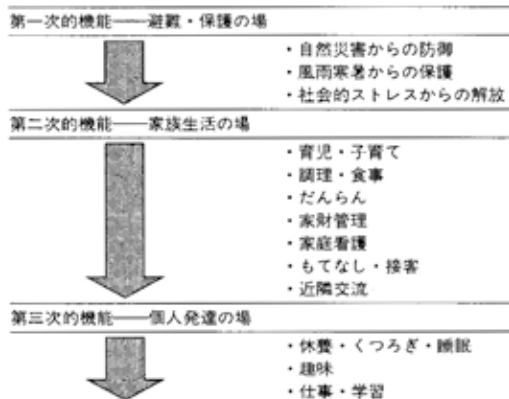 第一次的機能——避難・保護の場
・自然災害からの防御
・風雨寒暑からの保護
・社会的ストレスからの解放
第二次的機能——家族生活の場
・育児・子育て
・調理・食事
・だんらん
・家財管理
・家庭看護
・もてなし・接客
・近隣交流
第三次的機能——個人発達の場
・休養・くつろぎ・睡眠
・趣味
・仕事・学習